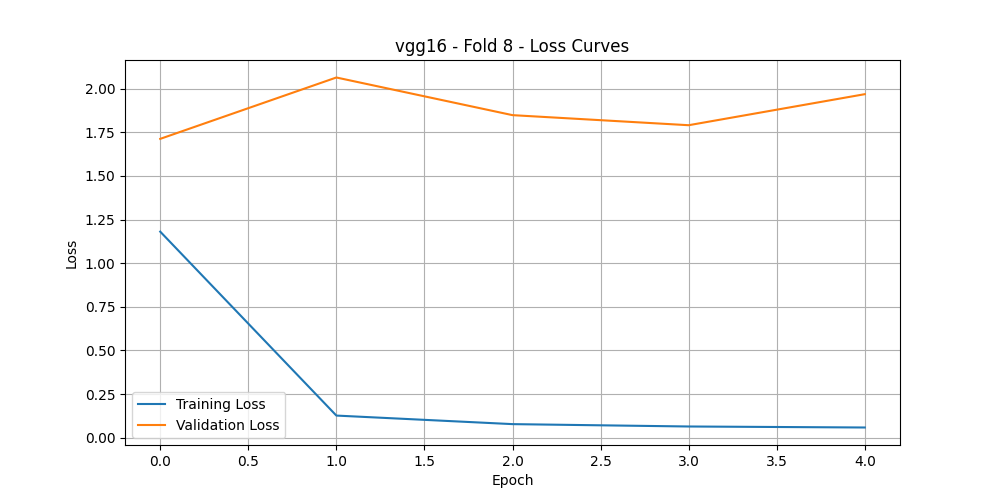 vgg16 - Fold 8 - Loss Curves
Loss
2.00
1.75
1.50
1.25
1.00
0.75
0.50
0.25
0.00
Training Loss
Validation Loss
0.0 0.5 1.0 1.5 2.0 2.5 3.0 3.5 4.0
Epoch